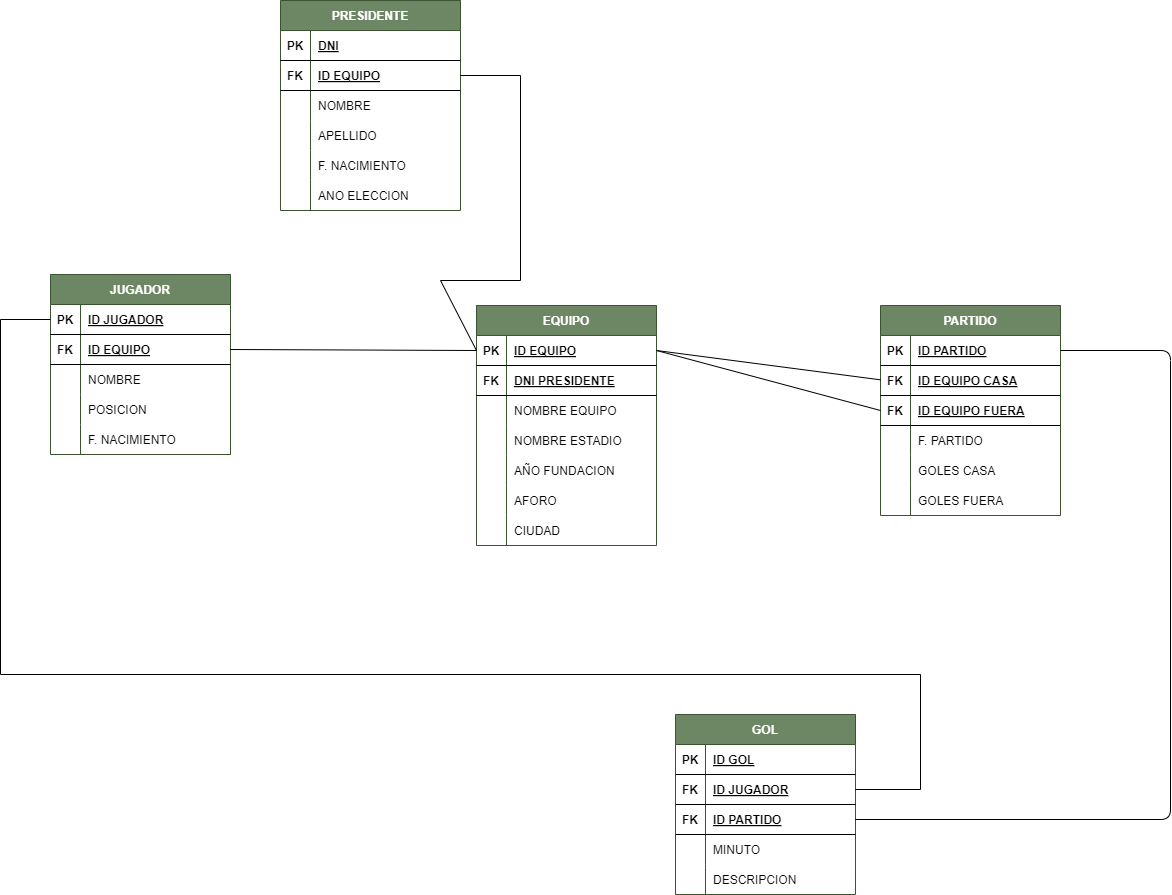 PRESIDENTE
PK DNI
FK ID EQUIPO
NOMBRE
APELLIDO
F. NACIMIENTO
ANO ELECCION
JUGADOR
PK ID JUGADOR
FK ID EQUIPO
NOMBRE
POSICION
F. NACIMIENTO
EQUIPO
PK ID EQUIPO
FK DNI PRESIDENTE
NOMBRE EQUIPO
NOMBRE ESTADIO
AÑO FUNDACION
AFORO
CIUDAD
PARTIDO
PK ID PARTIDO
FK ID EQUIPO CASA
FK ID EQUIPO FUERA
F. PARTIDO
GOLES CASA
GOLES FUERA
GOL
PK ID GOL
FK ID JUGADOR
FK ID PARTIDO
MINUTO
DESCRIPCION